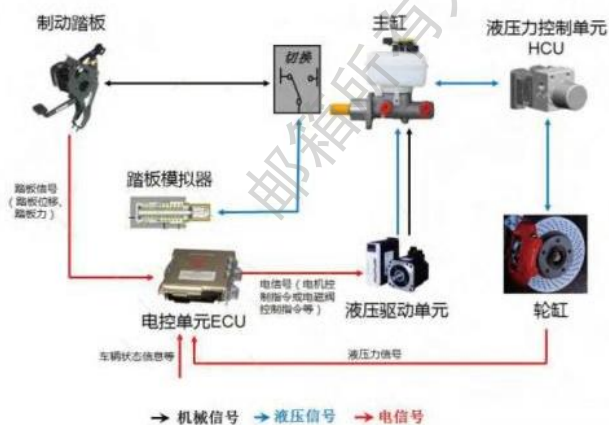 制动踏板
主缸
液压力控制单元
HCU
切换
踏板信号
（踏板位移、
踏板力）
踏板模拟器
电控单元ECU
电信号（电机控
制指令或电磁阀
控制指令等）
液压驱动单元
轮缸
车辆状态信息等
液压力信号
机械信号
液压信号
电信号
邮箱所有